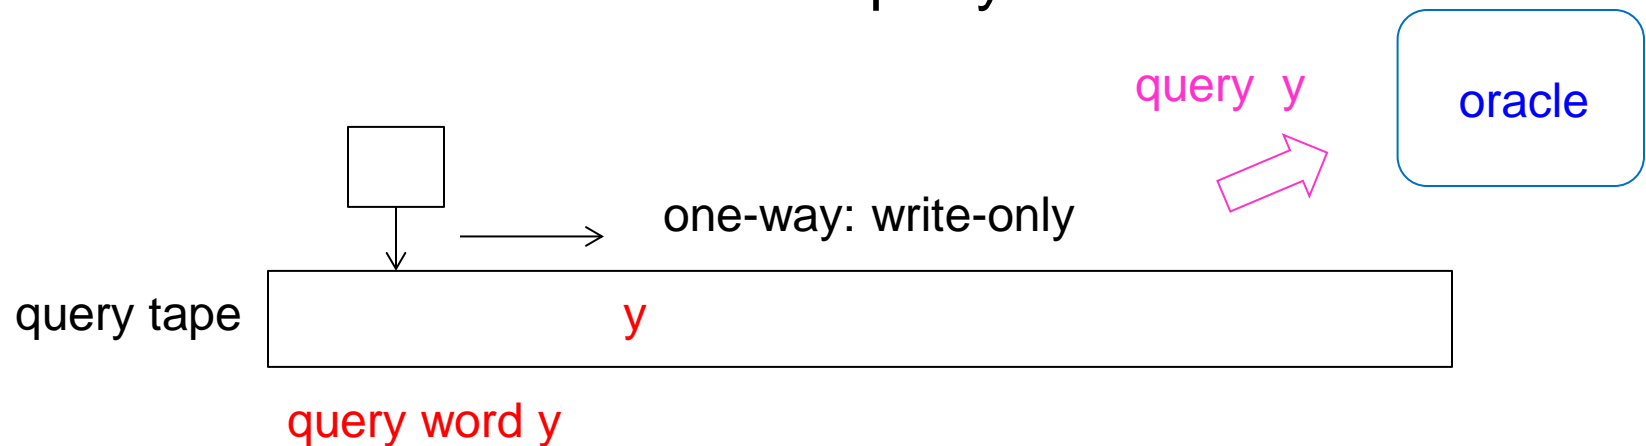 query y
oracle
one-way: write-only
query tape
y
query word y